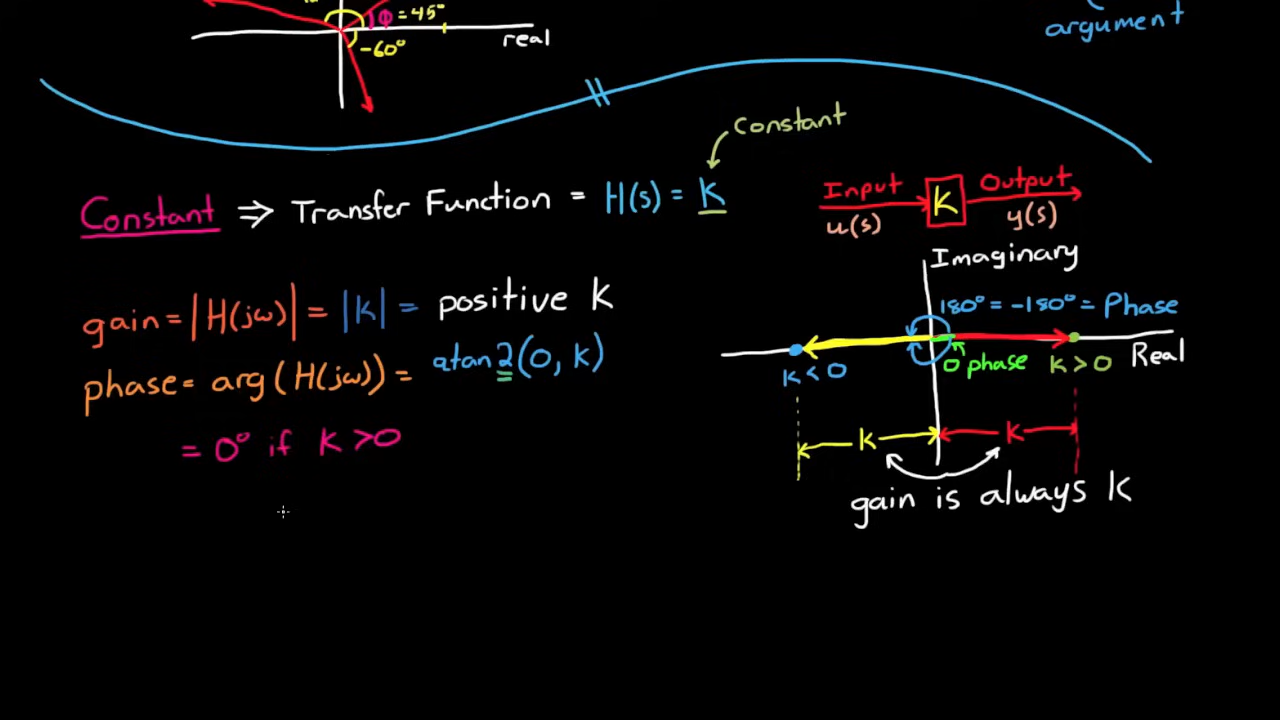 Φ = 45°
-60°
real
argument
Constant
Constant ⇒ Transfer Function = H(s) = K
Input
u(s)
K
Output
y(s)
gain = |H(jω)| = |K| = positive K
phase = arg(H(jω)) = atan2(0, K)
= 0° if K > 0
Imaginary
180° = -180° = Phase
Real
K < 0
0 phase
K > 0
K
K
gain is always K